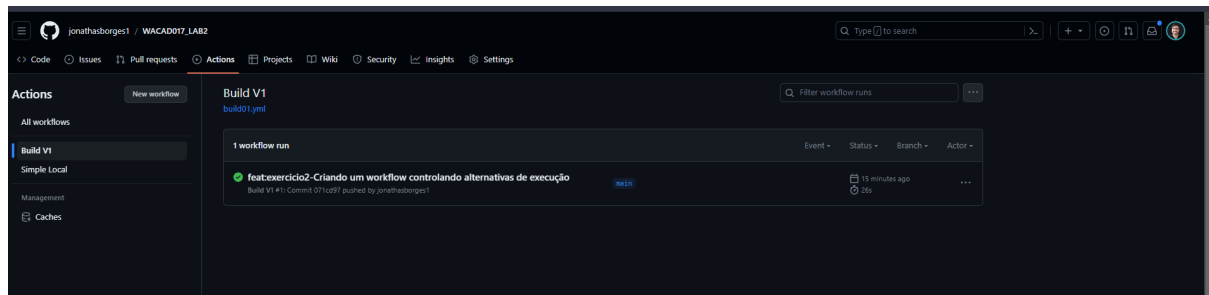 jonathasborges1 / WACAD017_LAB2
Type / to search
Code Issues Pull requests Actions Projects Wiki Security Insights Settings
Actions
New workflow
All workflows
Build V1
Simple Local
Management
Caches
Build V1
build01.yml
Filter workflow runs
1 workflow run
Event Status Branch Actor
feat:exercicio2-Criando um workflow controlando alternativas de execução
Build V1 #1: Commit 071cd97 pushed by jonathasborges1
main
15 minutes ago
26s